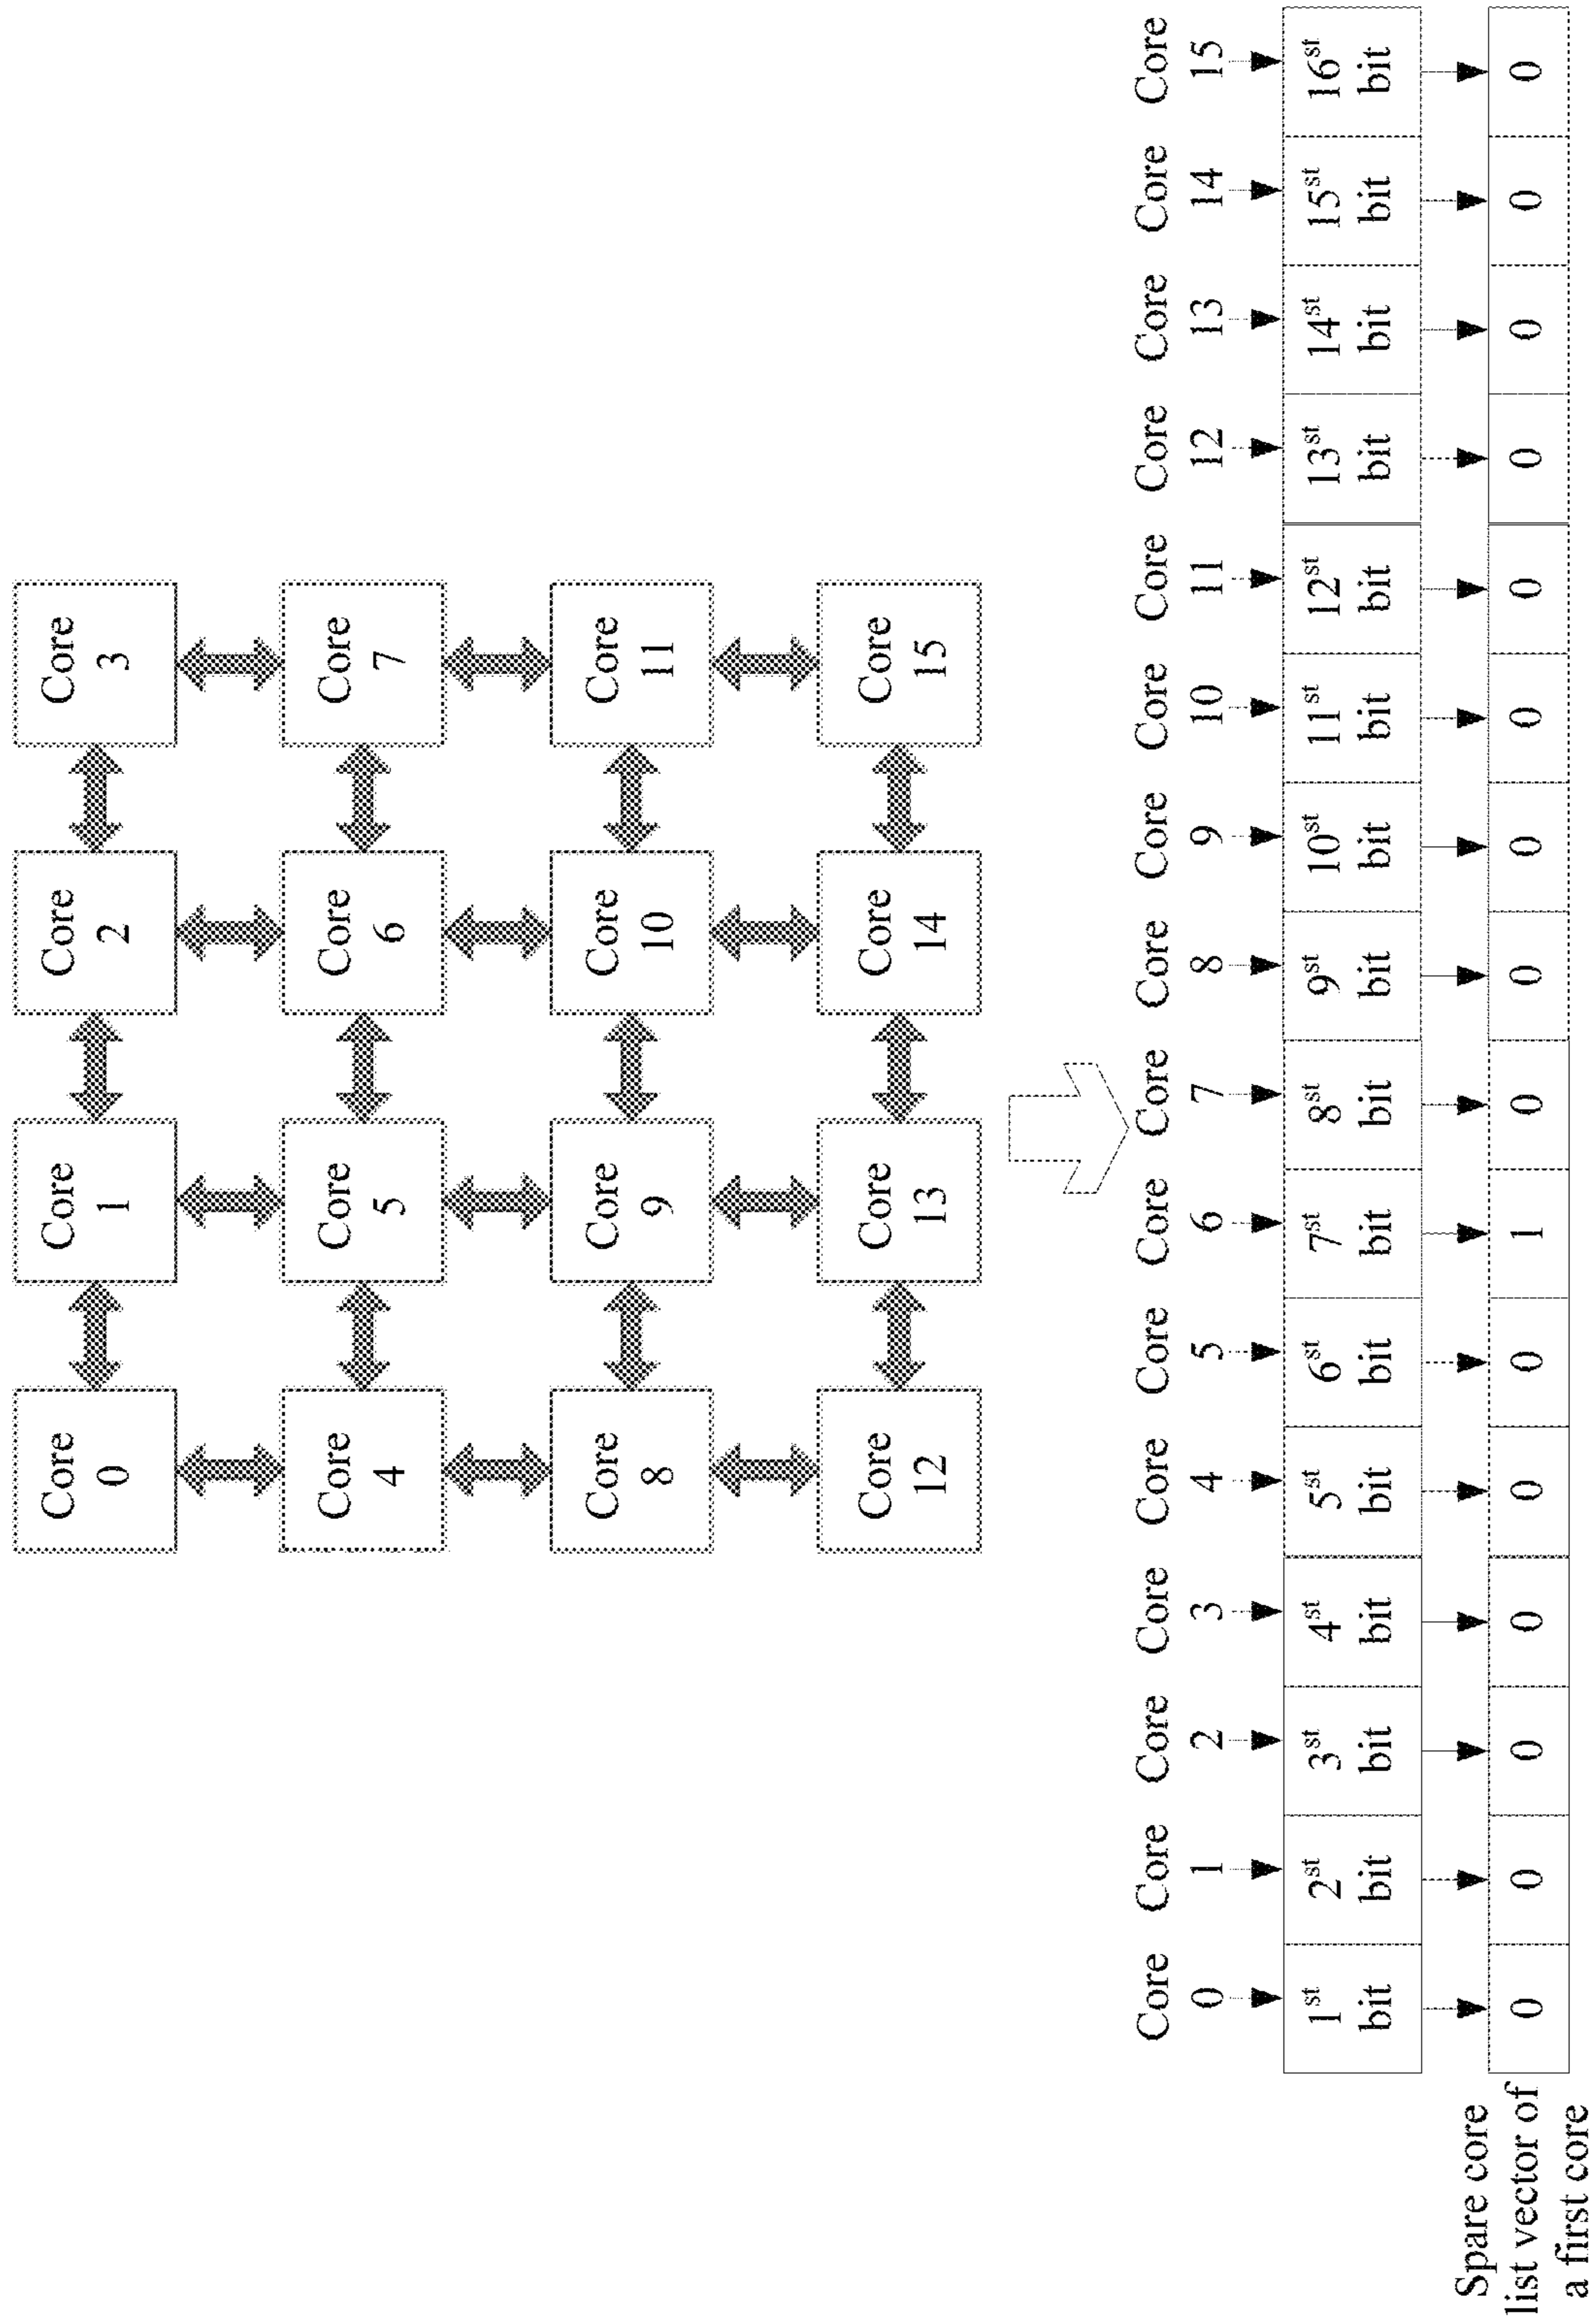 Core
0
Core
1
Core
2
Core
3
Core
4
Core
5
Core
6
Core
7
Core
8
Core
9
Core
10
Core
11
Core
12
Core
13
Core
14
Core
15
Core Core Core Core Core Core Core Core Core Core Core Core Core Core Core Core
0 1 2 3 4 5 6 7 8 9 10 11 12 13 14 15
1st 2st 3st 4st 5st 6st 7st 8st 9st 10st 11st 12st 13st 14st 15st 16st
bit bit bit bit bit bit bit bit bit bit bit bit bit bit bit bit
Spare core
list vector of
a first core
0 0 0 0 0 0 1 0 0 0 0 0 0 0 0 0